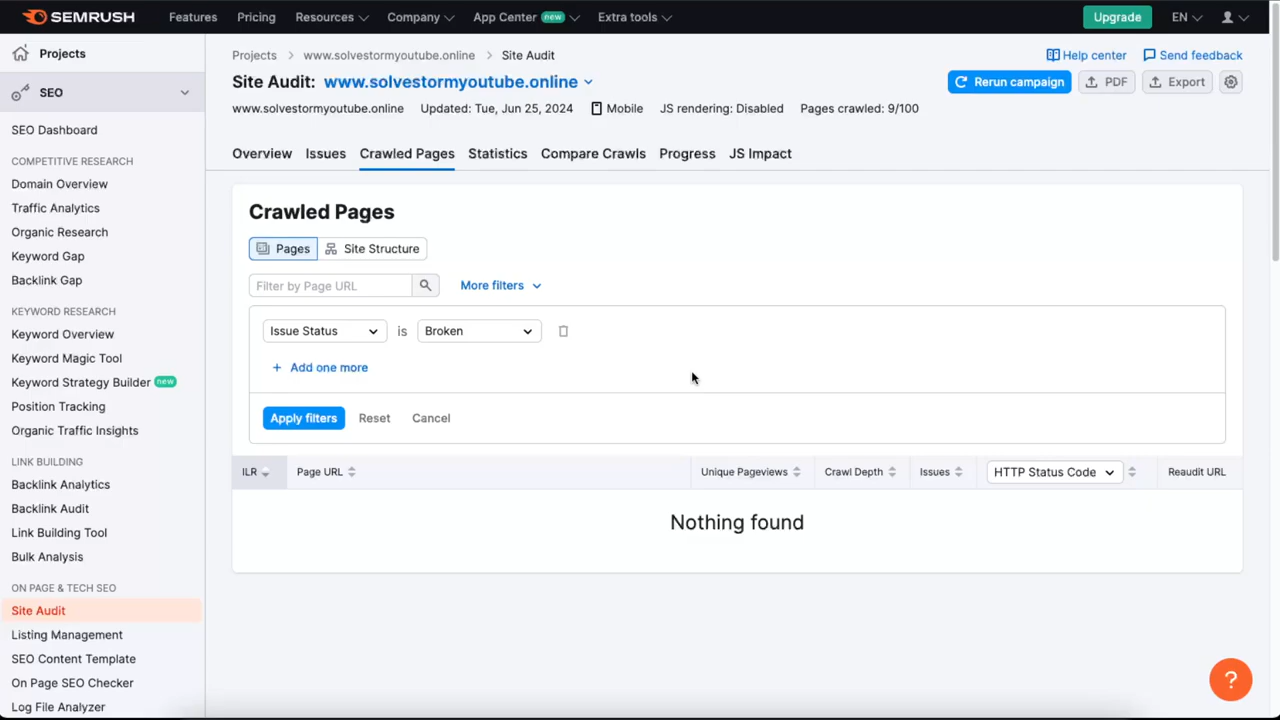 SEMRUSH Features Pricing Resources Company App Center new Extra tools Upgrade EN
Projects
SEO
SEO Dashboard
COMPETITIVE RESEARCH
Domain Overview
Traffic Analytics
Organic Research
Keyword Gap
Backlink Gap
KEYWORD RESEARCH
Keyword Overview
Keyword Magic Tool
Keyword Strategy Builder new
Position Tracking
Organic Traffic Insights
LINK BUILDING
Backlink Analytics
Backlink Audit
Link Building Tool
Bulk Analysis
ON PAGE & TECH SEO
Site Audit
Listing Management
SEO Content Template
On Page SEO Checker
Log File Analyzer
Projects > www.solvestormyoutube.online > Site Audit Help center Send feedback
Site Audit: www.solvestormyoutube.online Rerun campaign PDF Export
www.solvestormyoutube.online Updated: Tue, Jun 25, 2024 Mobile JS rendering: Disabled Pages crawled: 9/100
Overview Issues Crawled Pages Statistics Compare Crawls Progress JS Impact
Crawled Pages
Pages Site Structure
Filter by Page URL More filters
Issue Status is Broken
+ Add one more
Apply filters Reset Cancel
ILR Page URL Unique Pageviews Crawl Depth Issues HTTP Status Code Reaudit URL
Nothing found
?